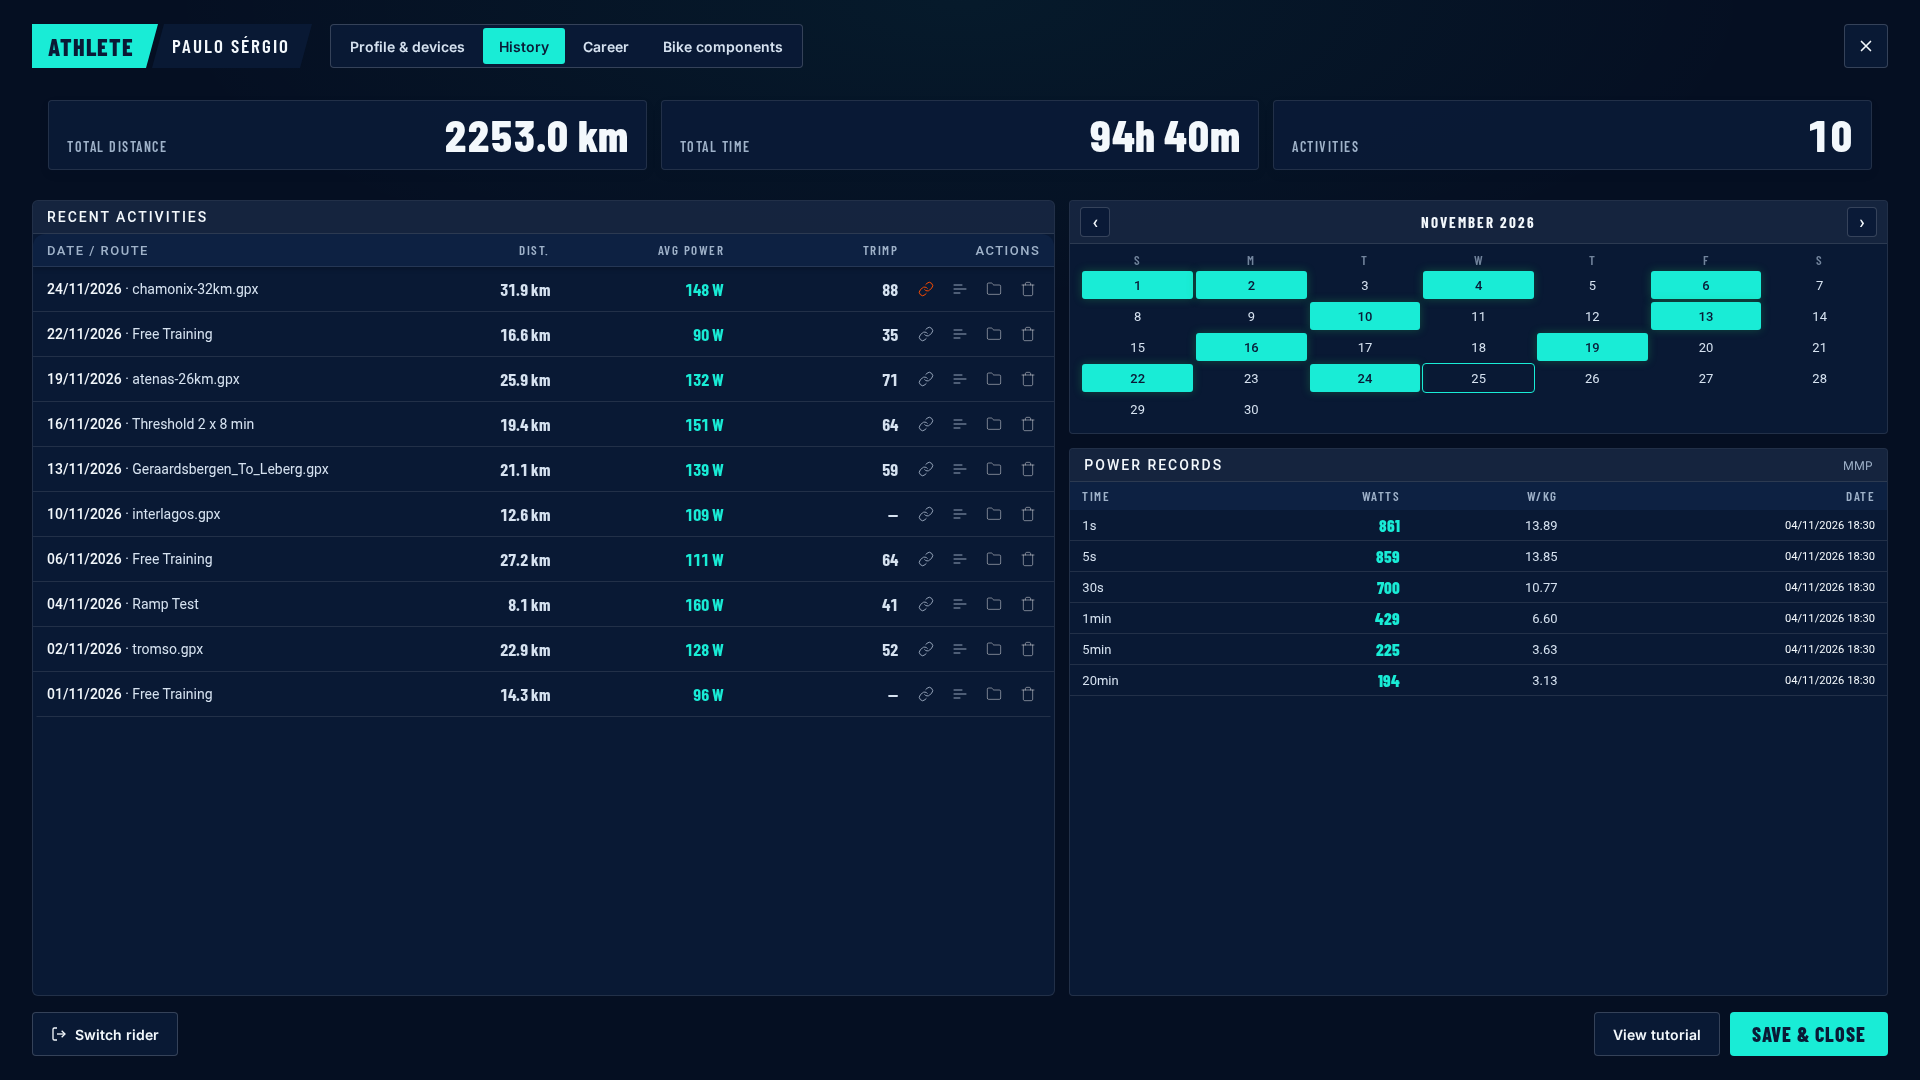 ATHLETE
PAULO SÉRGIO
Profile & devices
History
Career
Bike components
TOTAL DISTANCE
2253.0 km
TOTAL TIME
94h 40m
ACTIVITIES
10
RECENT ACTIVITIES
DATE / ROUTE DIST. AVG POWER TRIMP ACTIONS
24/11/2026 · chamonix-32km.gpx 31.9 km 148 W 88
22/11/2026 · Free Training 16.6 km 90 W 35
19/11/2026 · atenas-26km.gpx 25.9 km 132 W 71
16/11/2026 · Threshold 2 x 8 min 19.4 km 151 W 64
13/11/2026 · Geraardsbergen_To_Leberg.gpx 21.1 km 139 W 59
10/11/2026 · interlagos.gpx 12.6 km 109 W –
06/11/2026 · Free Training 27.2 km 111 W 64
04/11/2026 · Ramp Test 8.1 km 160 W 41
02/11/2026 · tromso.gpx 22.9 km 128 W 52
01/11/2026 · Free Training 14.3 km 96 W –
‹ NOVEMBER 2026 ›
S M T W T F S
1 2 3 4 5 6 7
8 9 10 11 12 13 14
15 16 17 18 19 20 21
22 23 24 25 26 27 28
29 30
POWER RECORDS MMP
TIME WATTS W/KG DATE
1s 861 13.89 04/11/2026 18:30
5s 859 13.85 04/11/2026 18:30
30s 700 10.77 04/11/2026 18:30
1min 429 6.60 04/11/2026 18:30
5min 225 3.63 04/11/2026 18:30
20min 194 3.13 04/11/2026 18:30
Switch rider
View tutorial
SAVE & CLOSE